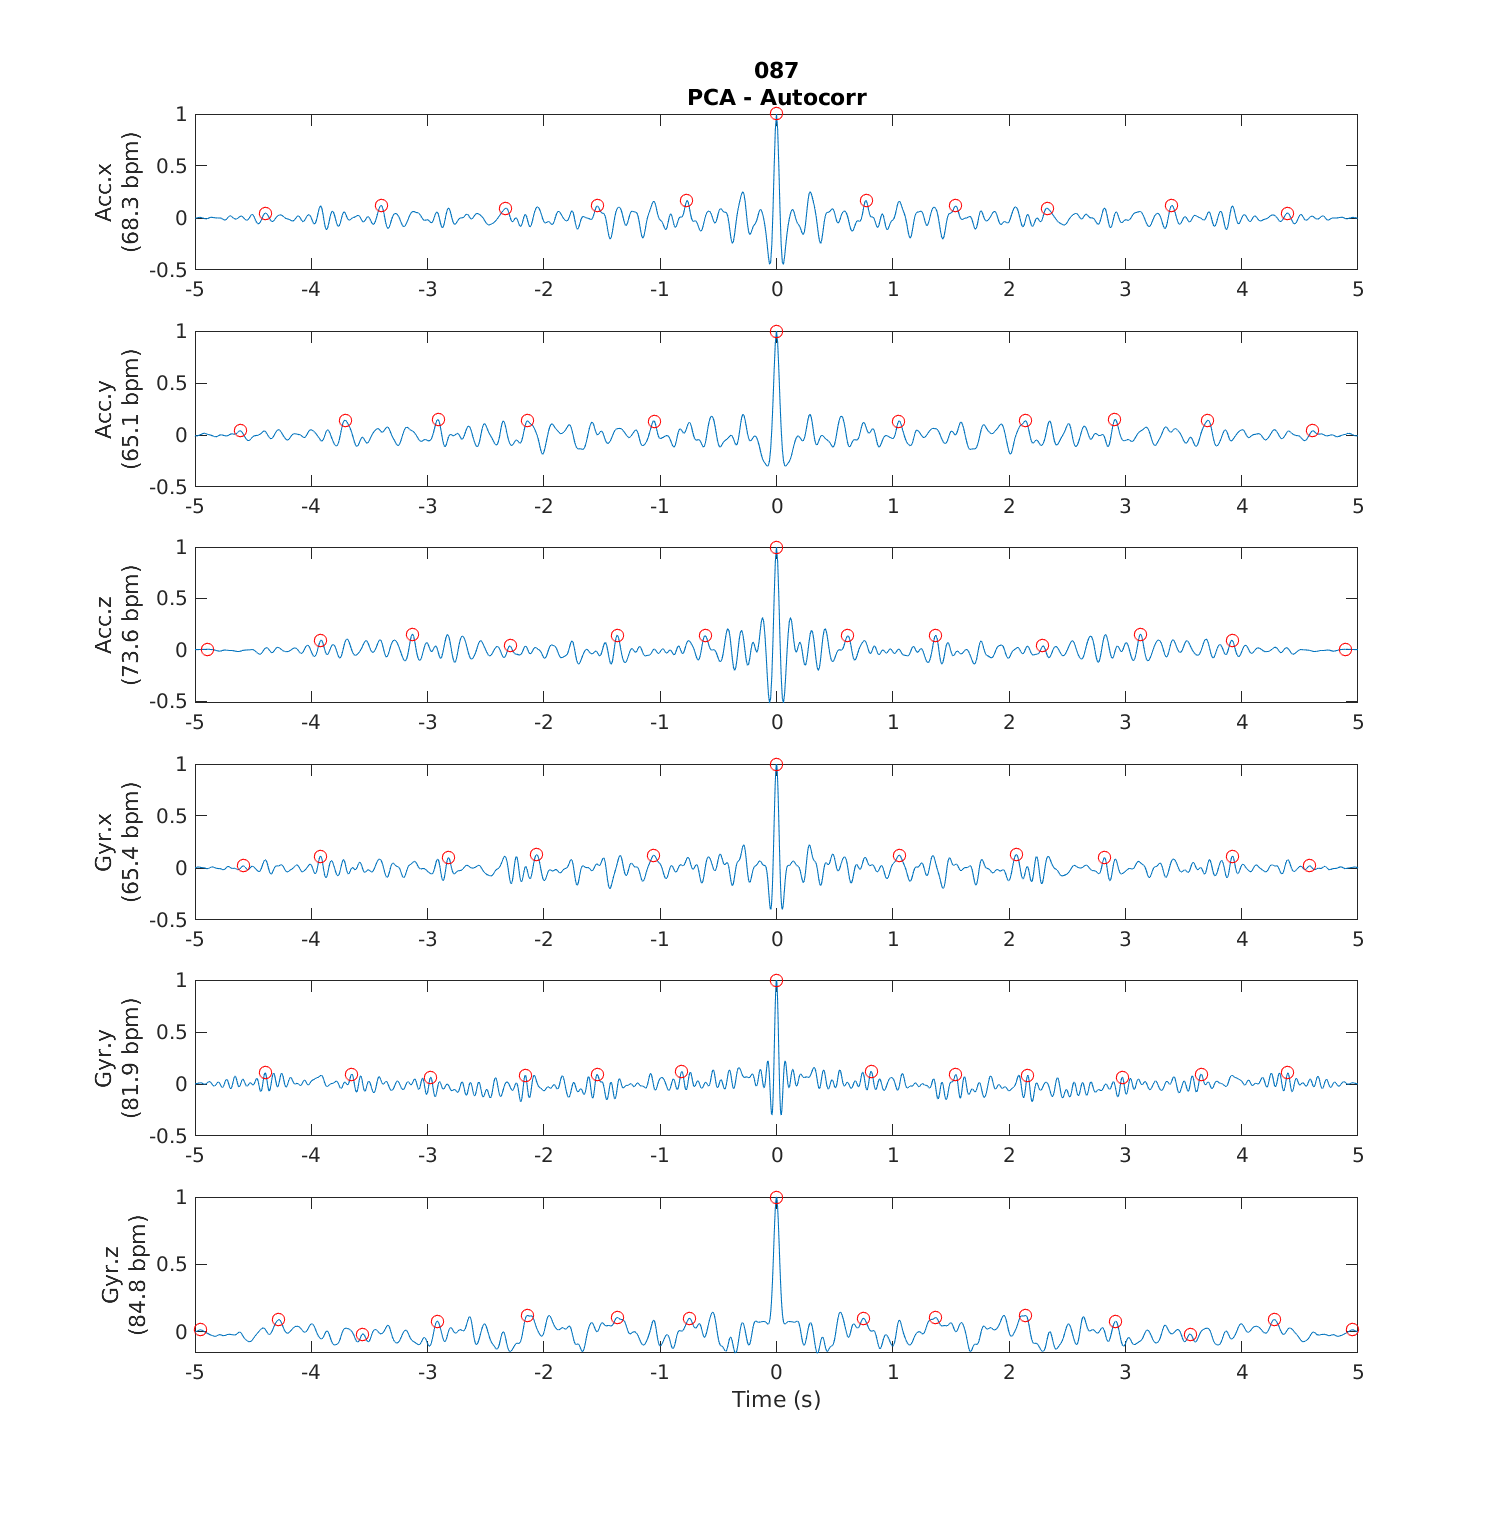 087
PCA - Autocorr
Acc.x
(68.3 bpm)
1
0.5
0
-0.5
-5 -4 -3 -2 -1 0 1 2 3 4 5
Acc.y
(65.1 bpm)
1
0.5
0
-0.5
-5 -4 -3 -2 -1 0 1 2 3 4 5
Acc.z
(73.6 bpm)
1
0.5
0
-0.5
-5 -4 -3 -2 -1 0 1 2 3 4 5
Gyr.x
(65.4 bpm)
1
0.5
0
-0.5
-5 -4 -3 -2 -1 0 1 2 3 4 5
Gyr.y
(81.9 bpm)
1
0.5
0
-0.5
-5 -4 -3 -2 -1 0 1 2 3 4 5
Gyr.z
(84.8 bpm)
1
0.5
0
-5 -4 -3 -2 -1 0 1 2 3 4 5
Time (s)